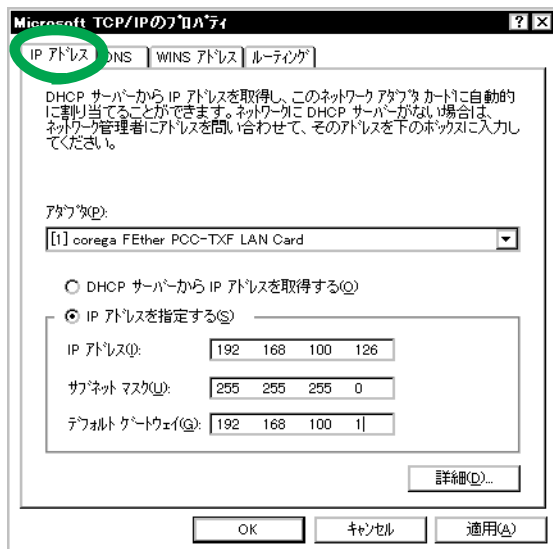 Microsoft TCP/IPのプロパティ
IP アドレス DNS WINS アドレス ルーティング
DHCP サーバーから IP アドレスを取得し、このネットワーク アダプタ カードに自動的
に割り当てることができます。ネットワークに DHCP サーバーがない場合は、
ネットワーク管理者にアドレスを問い合わせて、そのアドレスを下のボックスに入力し
てください。
アダプタ(P):
[1] corega FEther PCC-TXF LAN Card
DHCP サーバーから IP アドレスを取得する(O)
IP アドレスを指定する(S)
IP アドレス(I): 192 168 100 126
サブネット マスク(U): 255 255 255 0
デフォルト ゲートウェイ(G): 192 168 100 1
詳細(D)...
OK キャンセル 適用(A)